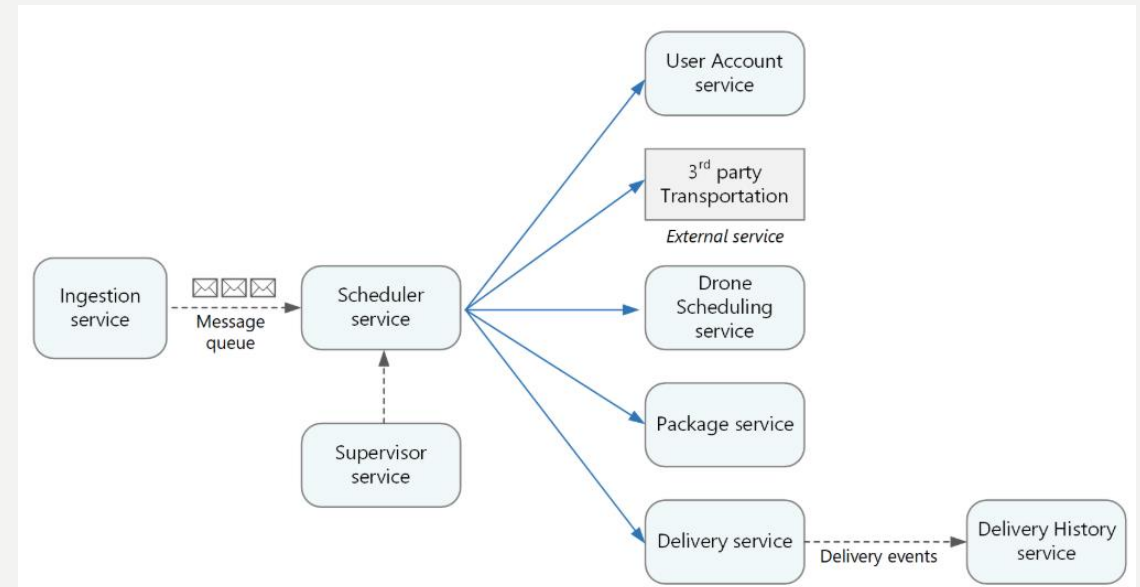 User Account
service
3rd party
Transportation
External service
Ingestion
service
Message
queue
Scheduler
service
Drone
Scheduling
service
Supervisor
service
Package service
Delivery service
Delivery events
Delivery History
service